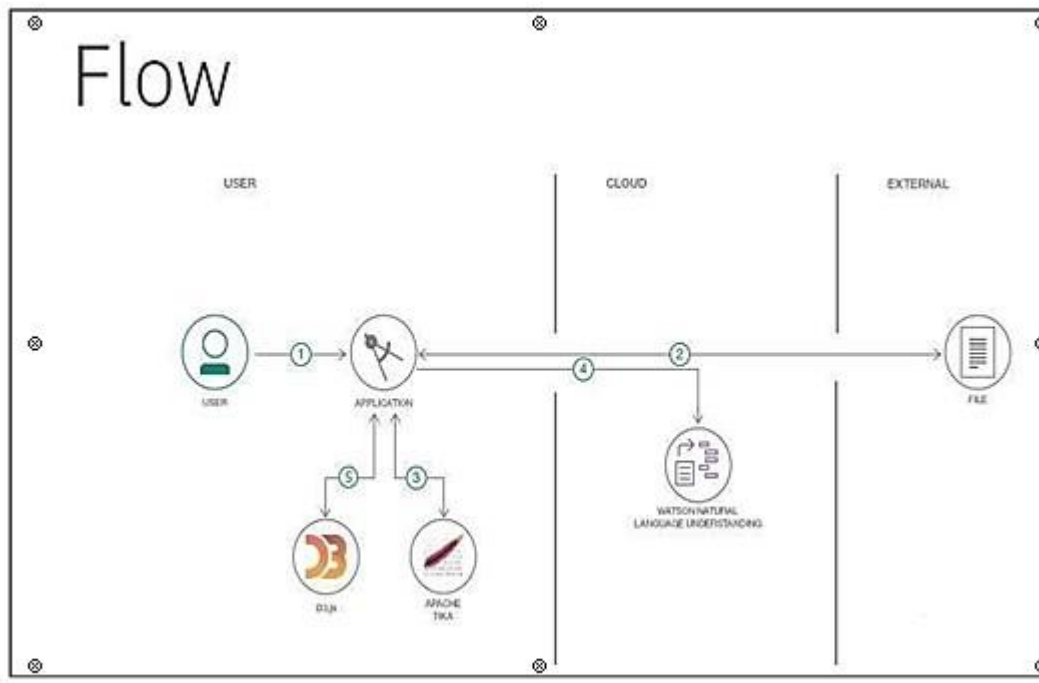 Flow
USER
CLOUD
EXTERNAL
1
2
4
USER
APPLICATION
FILE
5
3
WATSON NATURAL
LANGUAGE UNDERSTANDING
D3.js
APACHE
TIKA